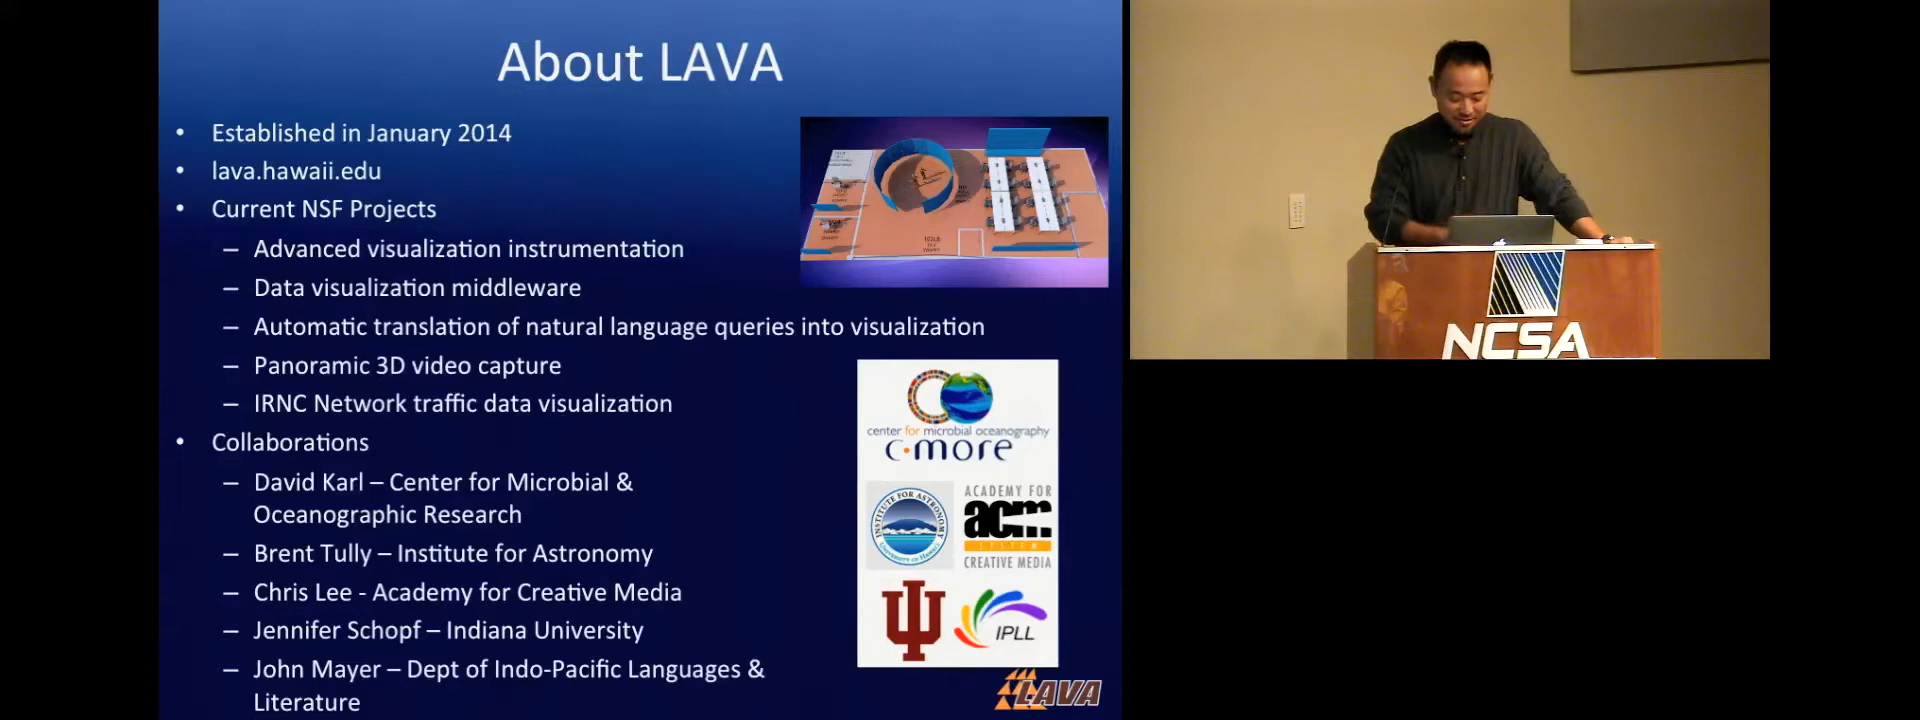 About LAVA
• Established in January 2014
• lava.hawaii.edu
• Current NSF Projects
– Advanced visualization instrumentation
– Data visualization middleware
– Automatic translation of natural language queries into visualization
– Panoramic 3D video capture
– IRNC Network traffic data visualization
• Collaborations
– David Karl – Center for Microbial &
Oceanographic Research
– Brent Tully – Institute for Astronomy
– Chris Lee - Academy for Creative Media
– Jennifer Schopf – Indiana University
– John Mayer – Dept of Indo-Pacific Languages &
Literature
center for microbial oceanography
c·more
INSTITUTE FOR ASTRONOMY
UNIVERSITY OF HAWAII
ACADEMY FOR
acm
SYSTEM
CREATIVE MEDIA
IU
IPLL
LAVA
NCSA